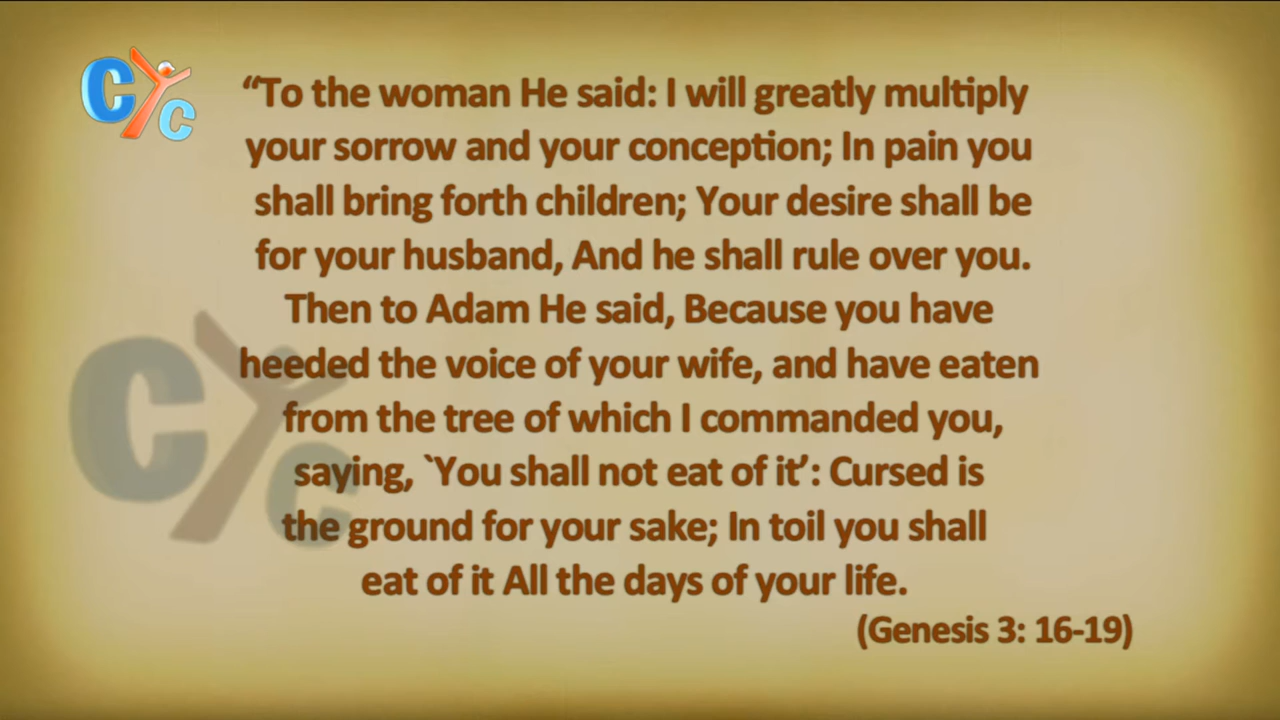 CYC
“To the woman He said: I will greatly multiply
your sorrow and your conception; In pain you
shall bring forth children; Your desire shall be
for your husband, And he shall rule over you.
Then to Adam He said, Because you have
heeded the voice of your wife, and have eaten
from the tree of which I commanded you,
saying, `You shall not eat of it’: Cursed is
the ground for your sake; In toil you shall
eat of it All the days of your life.
(Genesis 3: 16-19)
CYC